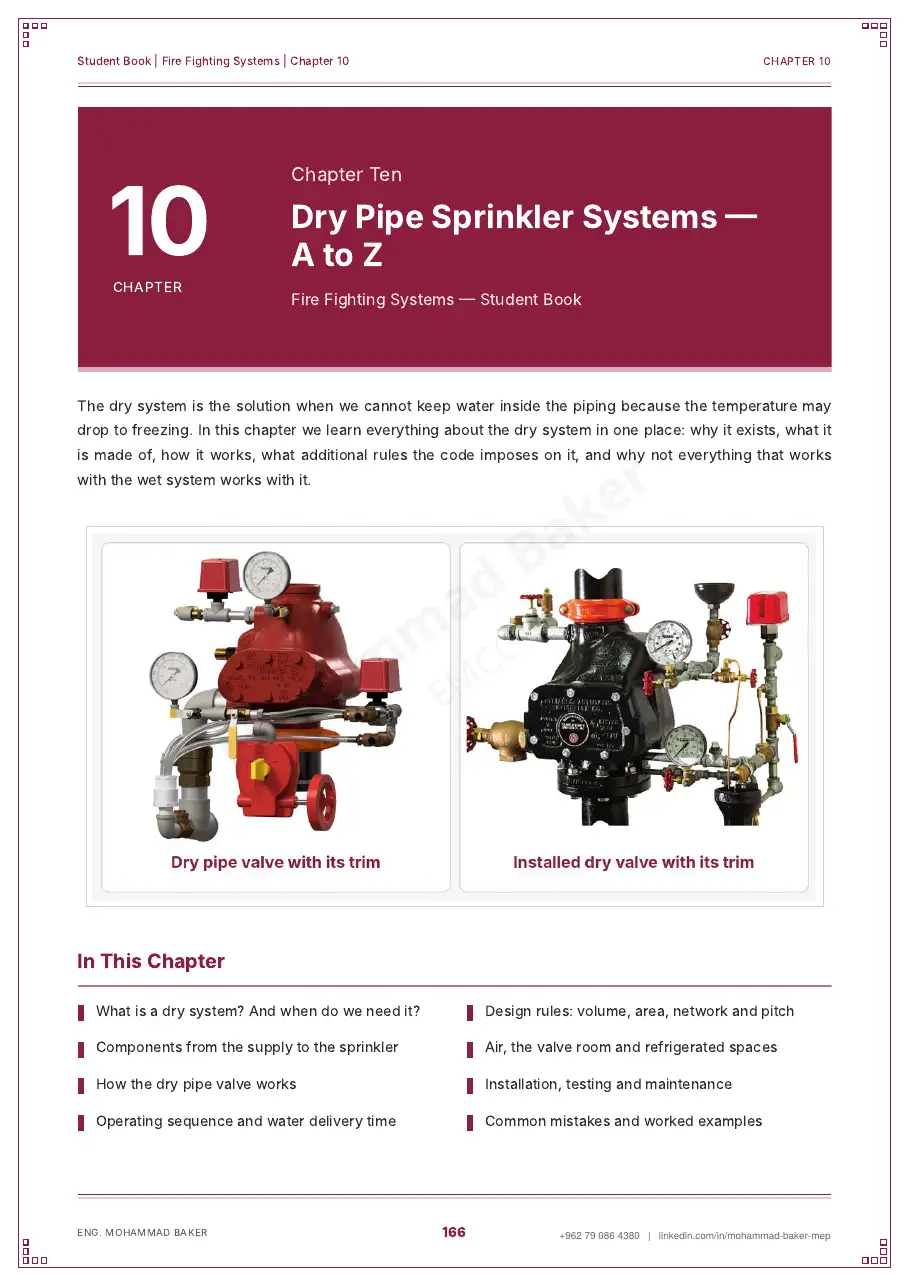 Student Book | Fire Fighting Systems | Chapter 10
CHAPTER 10
10
CHAPTER
Chapter Ten
Dry Pipe Sprinkler Systems —
A to Z
Fire Fighting Systems — Student Book
The dry system is the solution when we cannot keep water inside the piping because the temperature may
drop to freezing. In this chapter we learn everything about the dry system in one place: why it exists, what it
is made of, how it works, what additional rules the code imposes on it, and why not everything that works
with the wet system works with it.
Dry pipe valve with its trim
Installed dry valve with its trim
In This Chapter
What is a dry system? And when do we need it?
Components from the supply to the sprinkler
How the dry pipe valve works
Operating sequence and water delivery time
Design rules: volume, area, network and pitch
Air, the valve room and refrigerated spaces
Installation, testing and maintenance
Common mistakes and worked examples
ENG. MOHAMMAD BAKER
166
+962 79 086 4380 | linkedin.com/in/mohammad-baker-mep